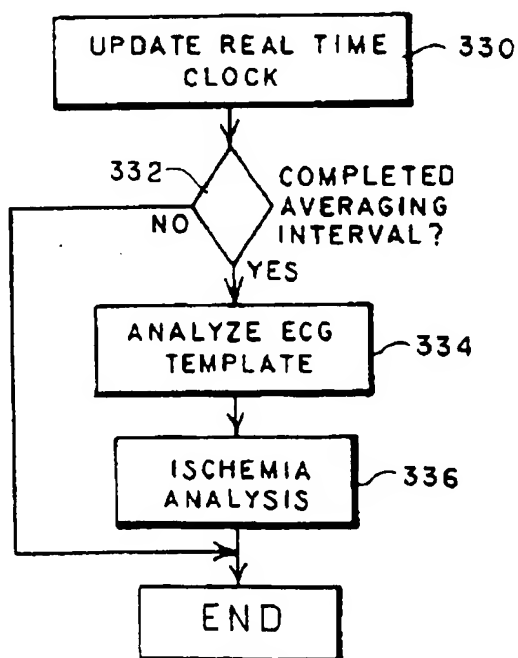 UPDATE REAL TIME
CLOCK
330
332
COMPLETED
AVERAGING
INTERVAL?
NO
YES
ANALYZE ECG
TEMPLATE
334
ISCHEMIA
ANALYSIS
336
END